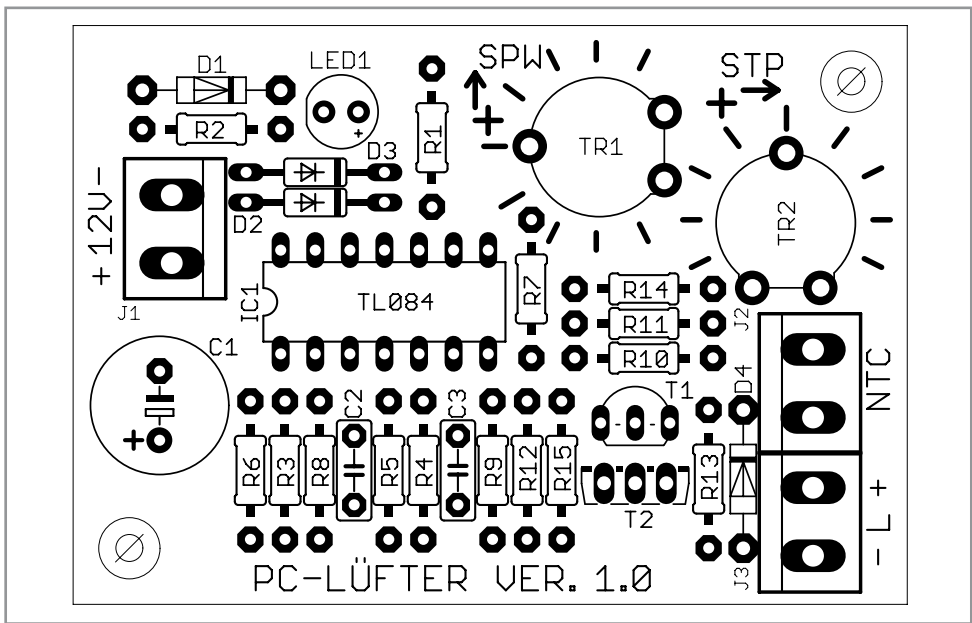 SPW
STP
+
+
D1
LED1
+
R2
R1
TR1
D3
D2
+12V-
TR2
J1
IC1
TL084
R7
R14
R11
R10
J2
C1
+
NTC
T1
D4
C2
C3
R6
R3
R8
R5
R4
R9
R12
R15
R13
T2
- L +
J3
PC-LÜFTER VER. 1.0